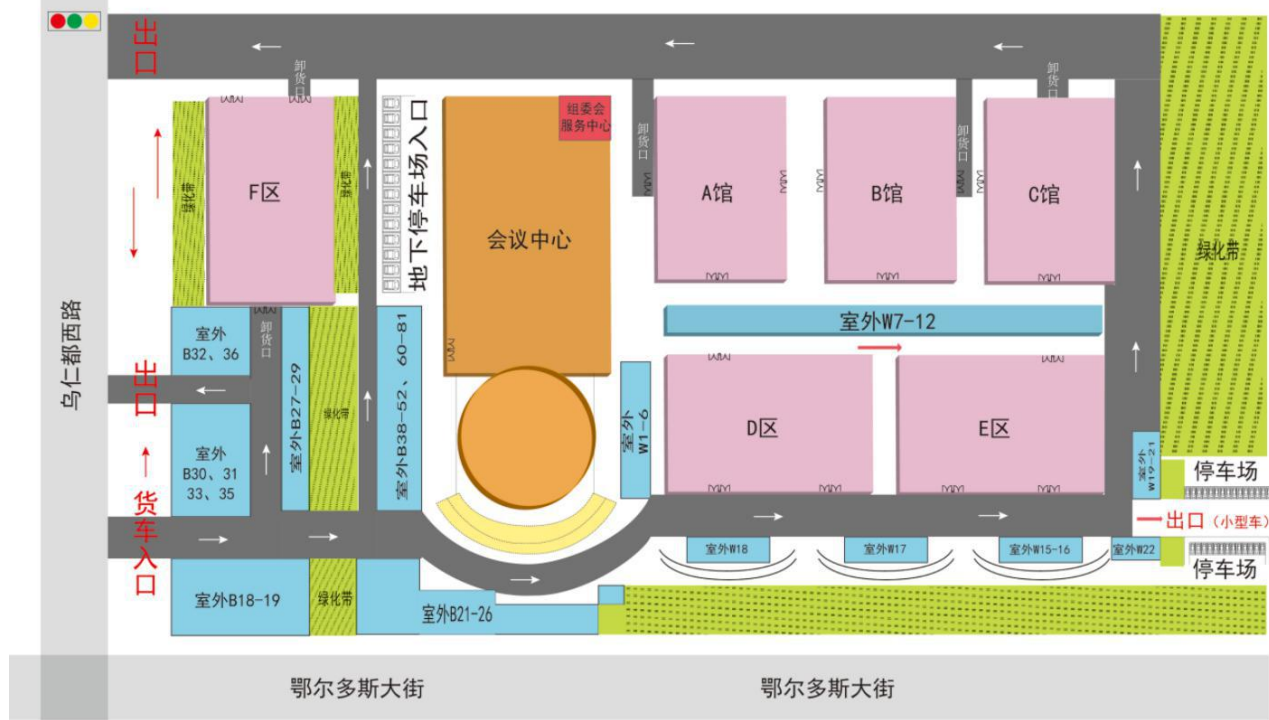 出口
卸货口
组委会
服务中心
绿化带
F区
绿化带
地下停车场入口
会议中心
卸货口
A馆
B馆
卸货口
卸货口
C馆
绿化带
乌仁都西路
室外
B32、36
卸货口
室外B27-29
绿化带
室外B38-52、60-81
室外W7-12
室外
W1-6
D区
E区
出口
室外
B30、31
33、35
货车入口
室外
W19-21
停车场
出口（小型车）
停车场
室外W18
室外W17
室外W15-16
室外W22
室外B18-19
绿化带
室外B21-26
鄂尔多斯大街
鄂尔多斯大街